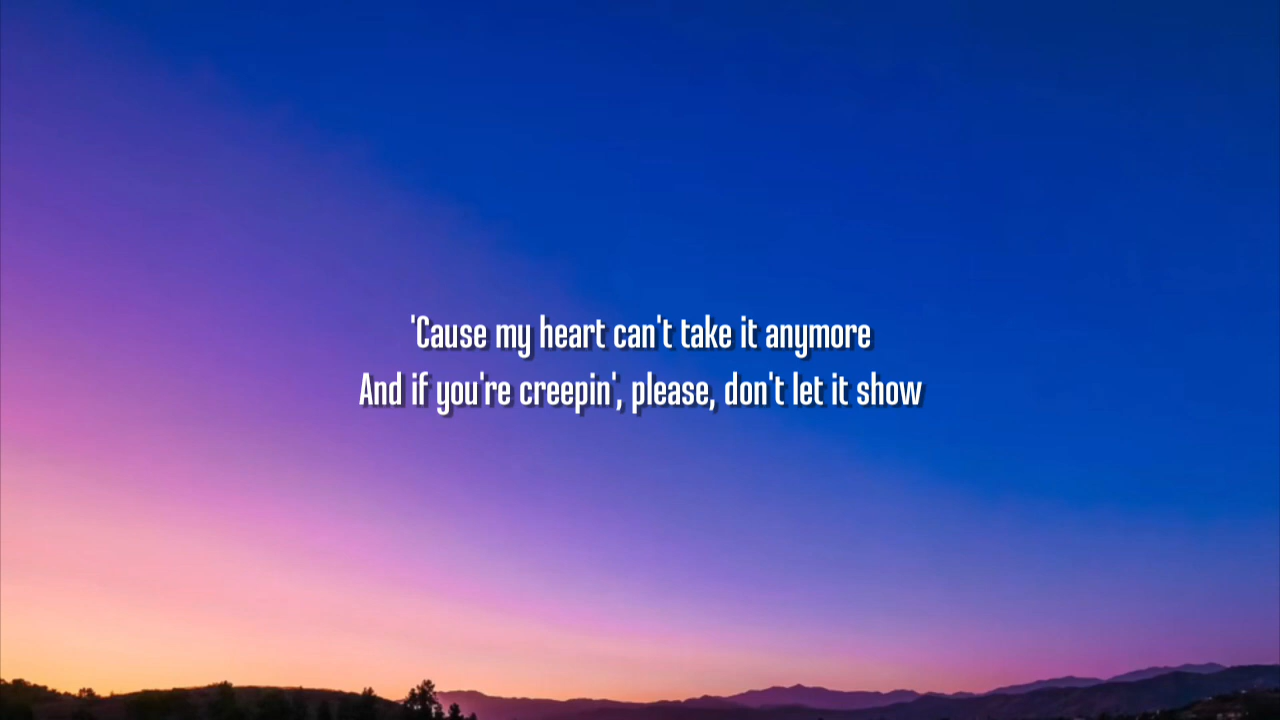 'Cause my heart can't take it anymore
And if you're creepin', please, don't let it show